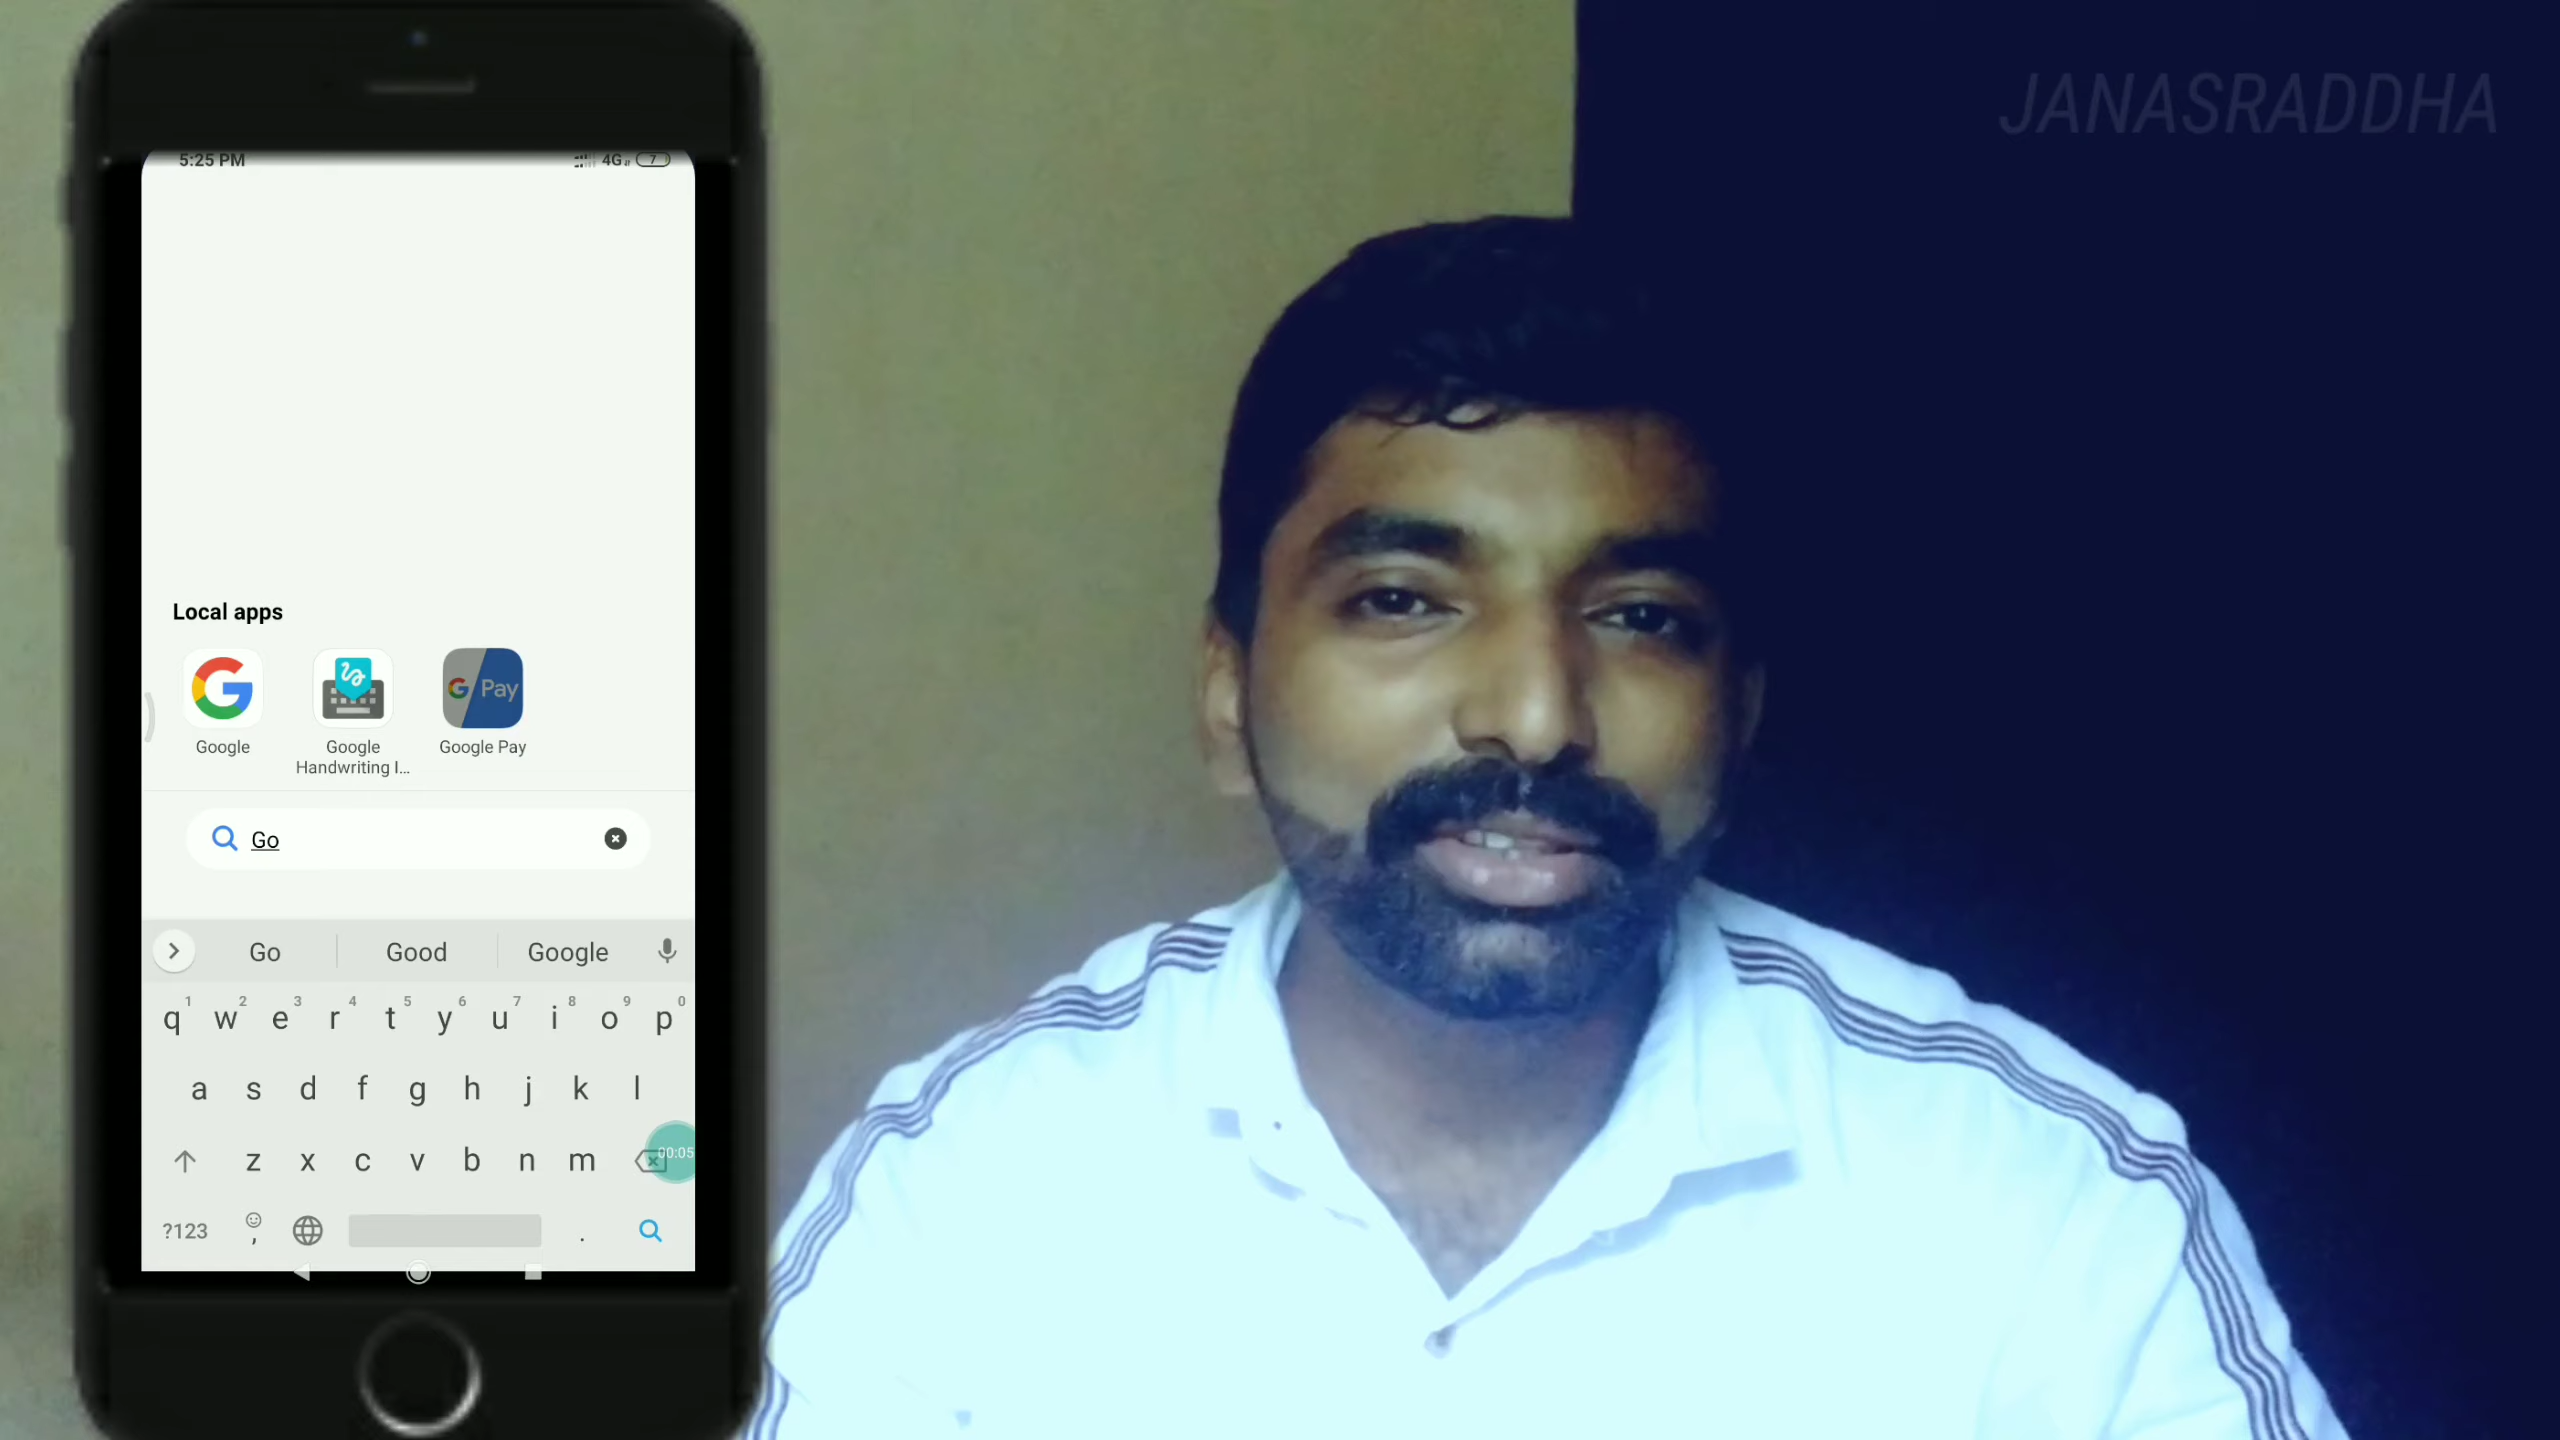 JANASRADDHA
5:25 PM 4G 7
Local apps
G Pay
Google Google Google Pay
Handwriting I...
Go
Go Good Google
1 2 3 4 5 6 7 8 9 0
q w e r t y u i o p
a s d f g h j k l
z x c v b n m 00:05
?123 , .